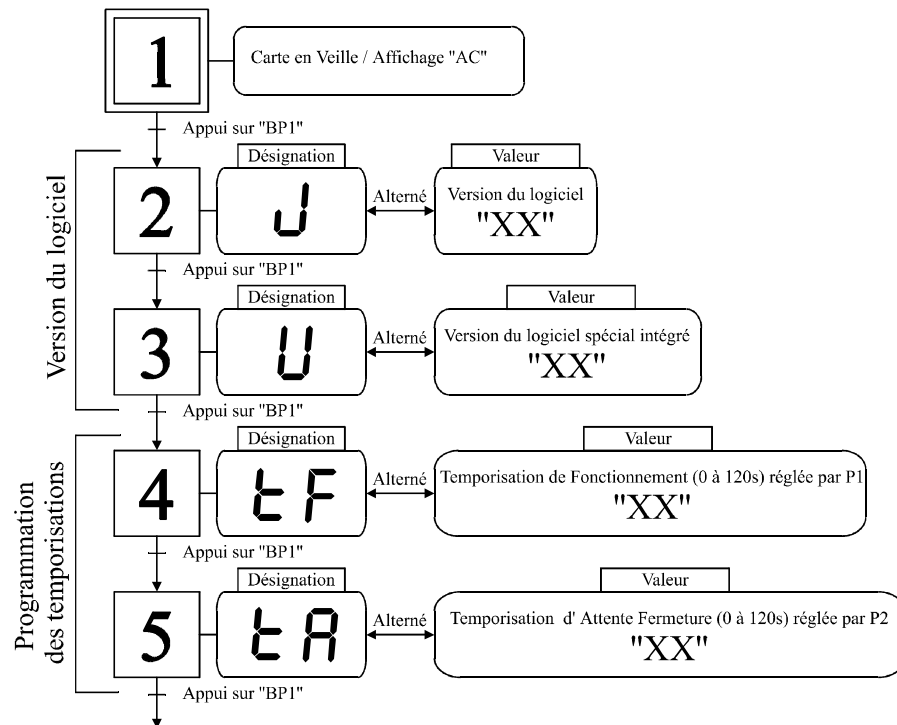 1
Carte en Veille / Affichage "AC"
Appui sur "BP1"
Version du logiciel
2
Désignation
J
Alterné
Valeur
Version du logiciel
"XX"
Appui sur "BP1"
3
Désignation
U
Alterné
Valeur
Version du logiciel spécial intégré
"XX"
Appui sur "BP1"
Programmation
des temporisations
4
Désignation
tF
Alterné
Valeur
Temporisation de Fonctionnement (0 à 120s) réglée par P1
"XX"
Appui sur "BP1"
5
Désignation
tA
Alterné
Valeur
Temporisation d' Attente Fermeture (0 à 120s) réglée par P2
"XX"
Appui sur "BP1"